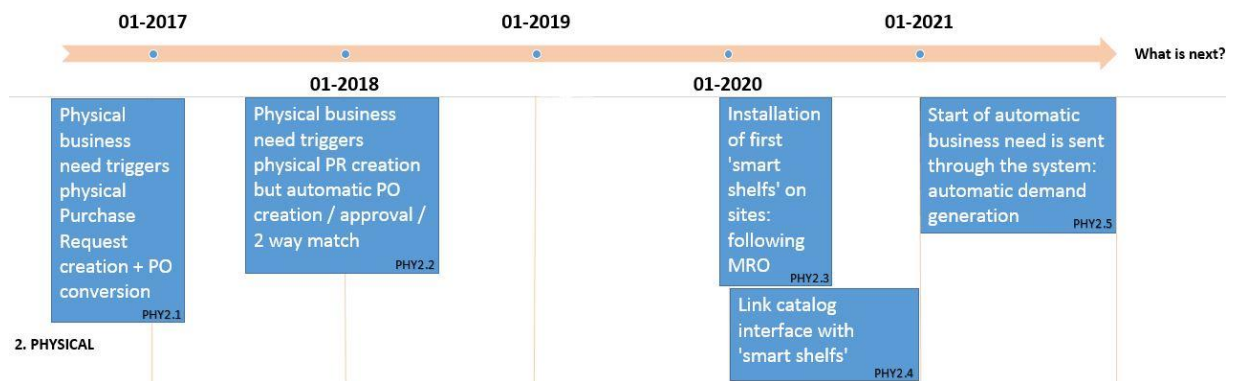 01-2017
01-2019
01-2021
What is next?
01-2018
01-2020
Physical
business
need triggers
physical
Purchase
Request
creation + PO
conversion
PHY2.1
Physical business
need triggers
physical PR creation
but automatic PO
creation / approval /
2 way match
PHY2.2
Installation
of first
'smart
shelfs' on
sites:
following
MRO
PHY2.3
Link catalog
interface with
'smart shelfs'
PHY2.4
Start of automatic
business need is sent
through the system:
automatic demand
generation
PHY2.5
2. PHYSICAL